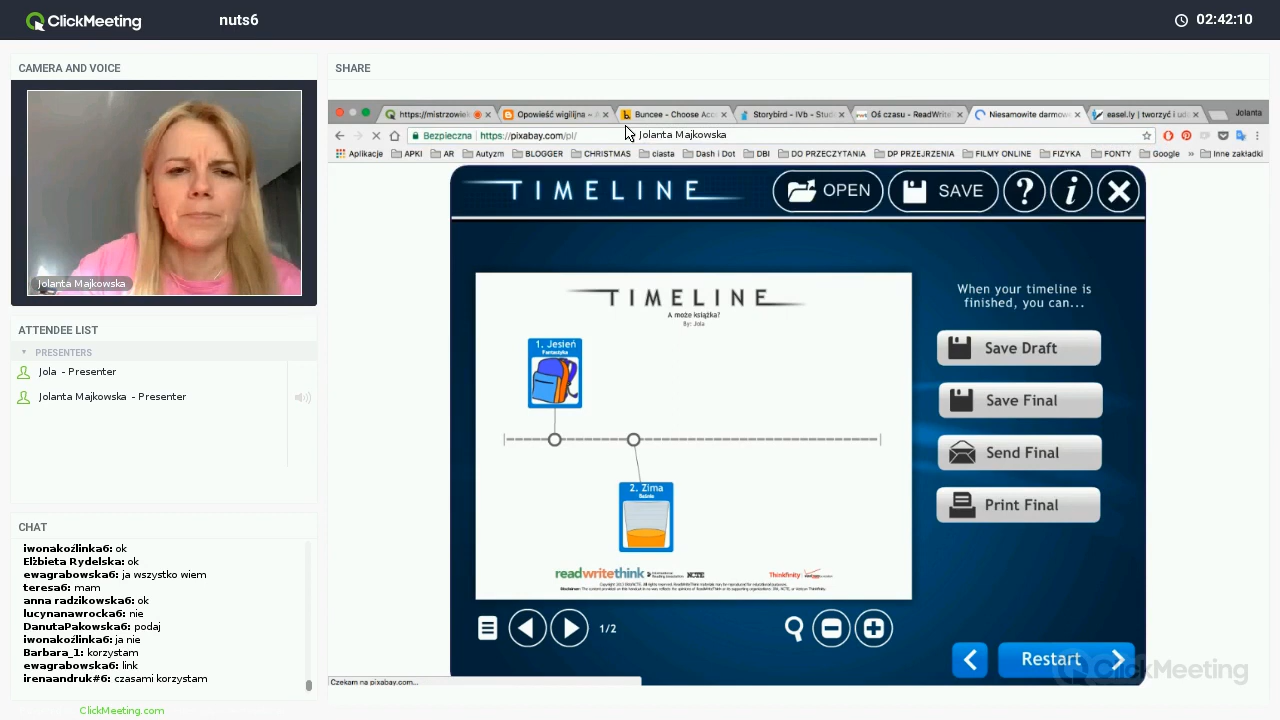 ClickMeeting
nuts6
02:42:10
CAMERA AND VOICE
Jolanta Majkowska
ATTENDEE LIST
PRESENTERS
Jola - Presenter
Jolanta Majkowska - Presenter
CHAT
iwonakoźlinka6: ok
Elżbieta Rydelska: ok
ewagrabowska6: ja wszystko wiem
teresa6: mam
anna radzikowska6: ok
lucynanawrocka6: nie
DanutaPakowska6: podaj
iwonakoźlinka6: ja nie
Barbara_1: korzystam
ewagrabowska6: link
irenaandruk#6: czasami korzystam
ClickMeeting.com
SHARE
https://mistrzowie
Opowieść wigilijna –
Buncee - Choose Acc
Storybird - IVb - Stud
Oś czasu - ReadWrite
Niesamowite darmow
easel.ly | tworzyć i ud
Jolanta
Bezpieczna https://pixabay.com/pl/
Jolanta Majkowska
Aplikacje APKI AR Autyzm BLOGGER CHRISTMAS ciasta Dash i Dot DBI DO PRZECZYTANIA DP PRZEJRZENIA FILMY ONLINE FIZYKA FONTY Google » Inne zakładki
TIMELINE
OPEN
SAVE
?
i
TIMELINE
A może książka?
By: Jola
1. Jesień
Fantastyka
2. Zima
Baśnie
readwritethink
NCTE
Thinkfinity
When your timeline is
finished, you can...
Save Draft
Save Final
Send Final
Print Final
1/2
Restart
ClickMeeting
Czekam na pixabay.com...